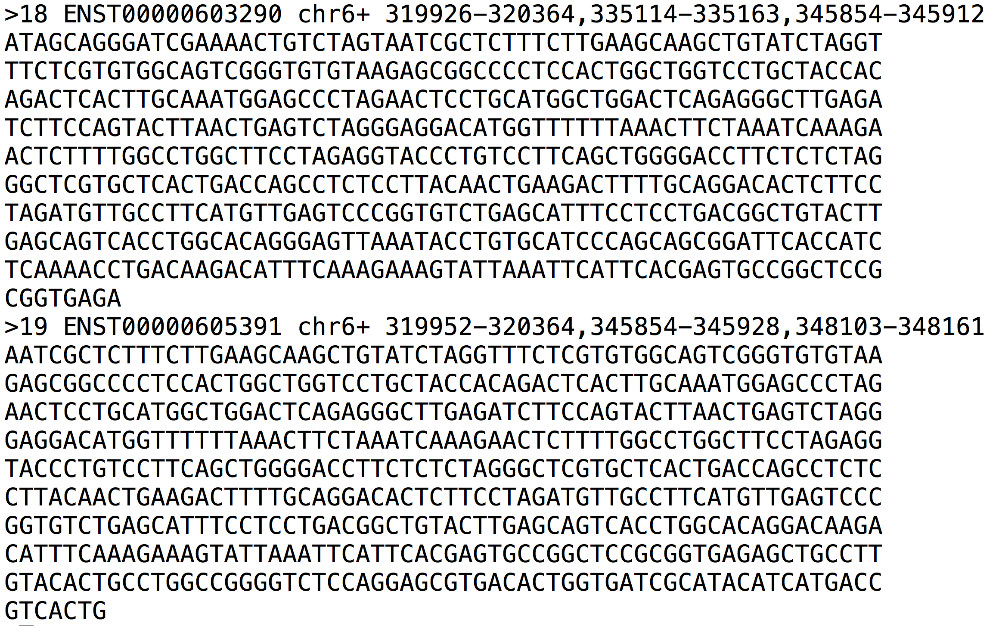 >18 ENST00000603290 chr6+ 319926-320364,335114-335163,345854-345912
ATAGCAGGGATCGAAAACTGTCTAGTAATCGCTCTTTCTTGAAGCAAGCTGTATCTAGGT
TTCTCGTGTGGCAGTCGGGTGTGTAAGAGCGGCCCCTCCACTGGCTGGTCCTGCTACCAC
AGACTCACTTGCAAATGGAGCCCTAGAACTCCTGCATGGCTGGACTCAGAGGGCTTGAGA
TCTTCCAGTACTTAACTGAGTCTAGGGAGGACATGGTTTTTTAAACTTCTAAATCAAAGA
ACTCTTTTGGCCTGGCTTCCTAGAGGTACCCTGTCCTTCAGCTGGGGACCTTCTCTCTAG
GGCTCGTGCTCACTGACCAGCCTCTCCTTACAACTGAAGACTTTTGCAGGACACTCTTCC
TAGATGTTGCCTTCATGTTGAGTCCCGGTGTCTGAGCATTTCCTCCTGACGGCTGTACTT
GAGCAGTCACCTGGCACAGGGAGTTAAATACCTGTGCATCCCAGCAGCGGATTCACCATC
TCAAAACCTGACAAGACATTTCAAAGAAAGTATTAAATTCATTCACGAGTGCCGGCTCCG
CGGTGAGA
>19 ENST00000605391 chr6+ 319952-320364,345854-345928,348103-348161
AATCGCTCTTTCTTGAAGCAAGCTGTATCTAGGTTTCTCGTGTGGCAGTCGGGTGTGTAA
GAGCGGCCCCTCCACTGGCTGGTCCTGCTACCACAGACTCACTTGCAAATGGAGCCCTAG
AACTCCTGCATGGCTGGACTCAGAGGGCTTGAGATCTTCCAGTACTTAACTGAGTCTAGG
GAGGACATGGTTTTTTAAACTTCTAAATCAAAGAACTCTTTTGGCCTGGCTTCCTAGAGG
TACCCTGTCCTTCAGCTGGGGACCTTCTCTCTAGGGCTCGTGCTCACTGACCAGCCTCTC
CTTACAACTGAAGACTTTTGCAGGACACTCTTCCTAGATGTTGCCTTCATGTTGAGTCCC
GGTGTCTGAGCATTTCCTCCTGACGGCTGTACTTGAGCAGTCACCTGGCACAGGACAAGA
CATTTCAAAGAAAGTATTAAATTCATTCACGAGTGCCGGCTCCGCGGTGAGAGCTGCCTT
GTACACTGCCTGGCCGGGGTCTCCAGGAGCGTGACACTGGTGATCGCATACATCATGACC
GTCACTG